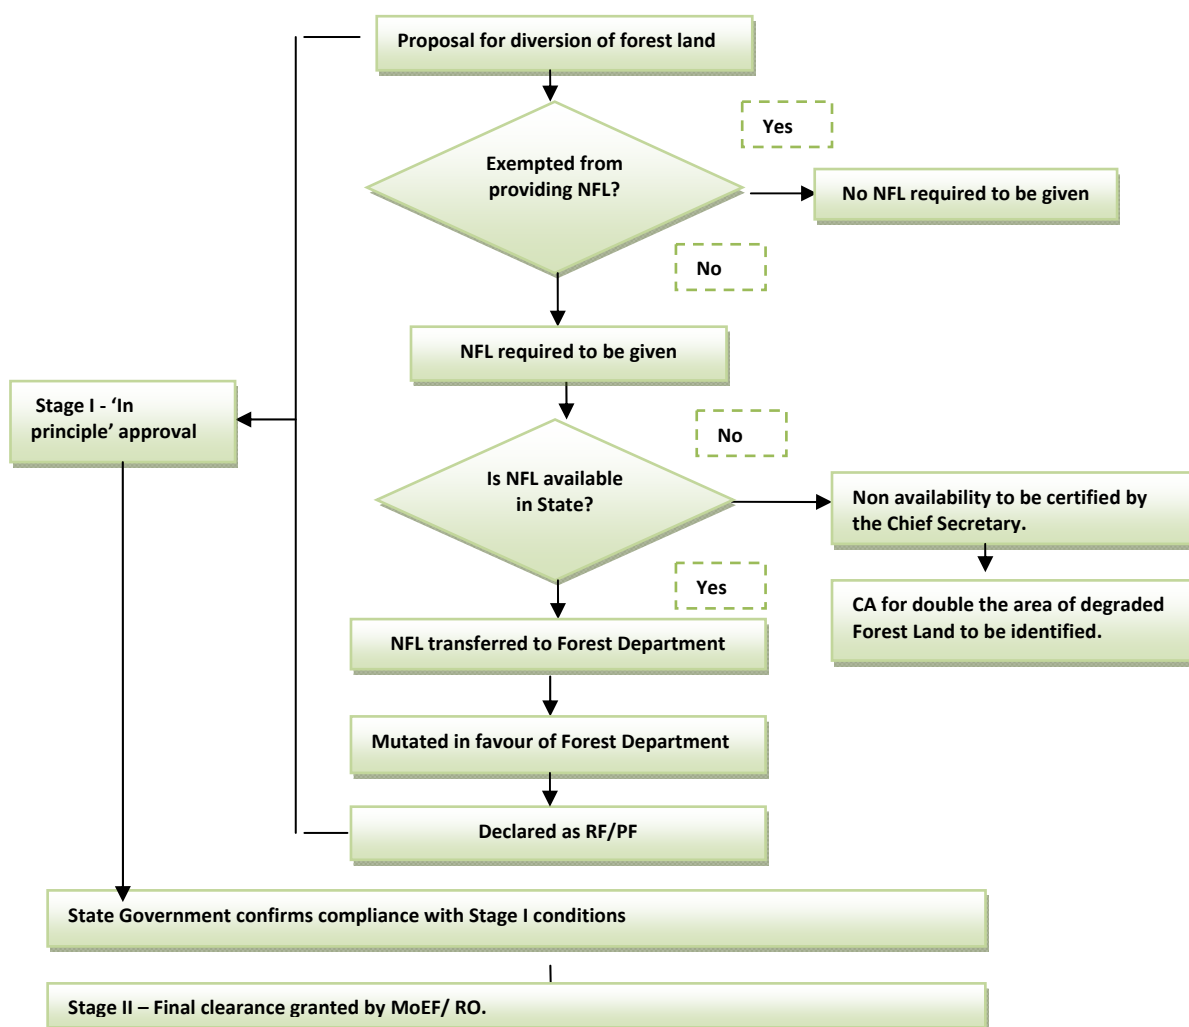 Proposal for diversion of forest land
Yes
Exempted from
providing NFL?
No NFL required to be given
No
NFL required to be given
Stage I - ‘In
principle’ approval
No
Is NFL available
in State?
Non availability to be certified by
the Chief Secretary.
Yes
CA for double the area of degraded
Forest Land to be identified.
NFL transferred to Forest Department
Mutated in favour of Forest Department
Declared as RF/PF
State Government confirms compliance with Stage I conditions
Stage II – Final clearance granted by MoEF/ RO.